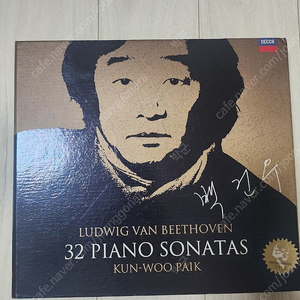 DECCA
백건우
LUDWIG VAN BEETHOVEN
32 PIANO SONATAS
KUN-WOO PAIK